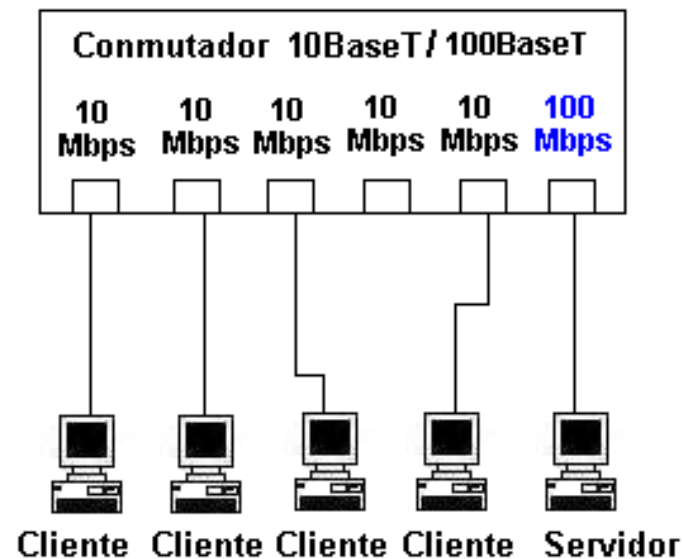 Conmutador 10BaseT/100BaseT
10 10 10 10 10 100
Mbps Mbps Mbps Mbps Mbps Mbps
Cliente Cliente Cliente Cliente Servidor